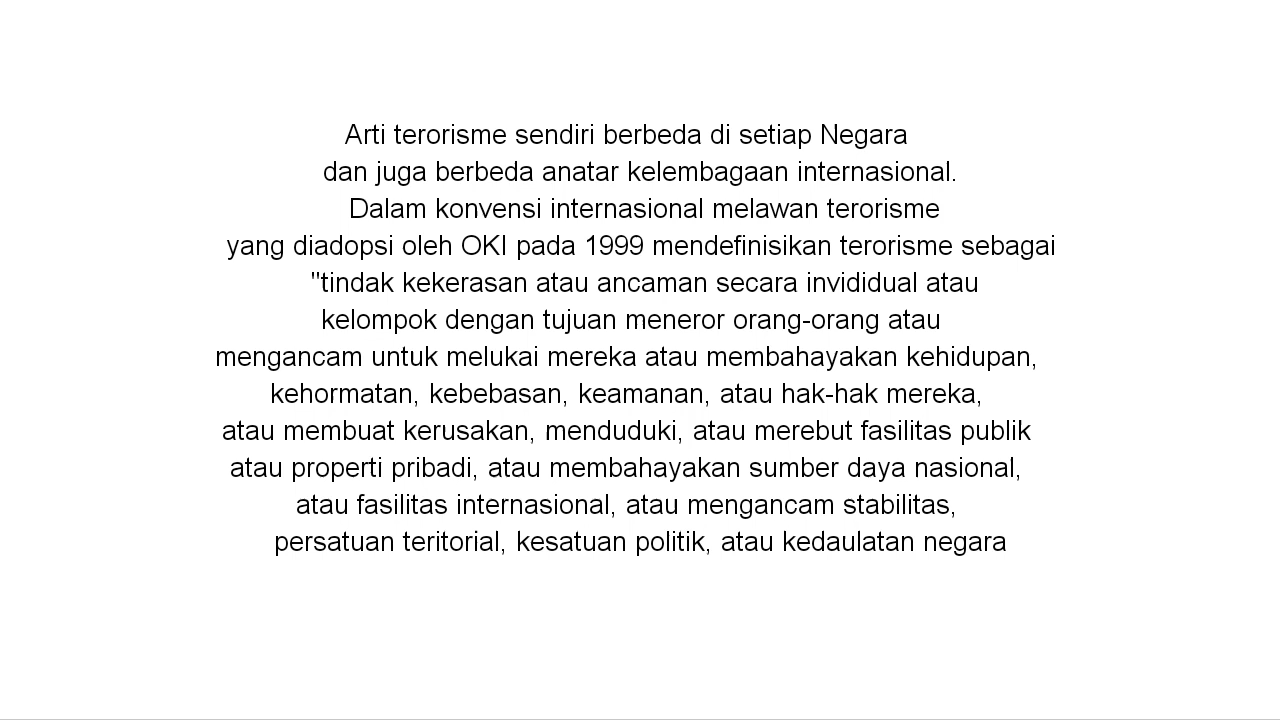 Arti terorisme sendiri berbeda di setiap Negara
dan juga berbeda anatar kelembagaan internasional.
Dalam konvensi internasional melawan terorisme
yang diadopsi oleh OKI pada 1999 mendefinisikan terorisme sebagai
"tindak kekerasan atau ancaman secara invididual atau
kelompok dengan tujuan meneror orang-orang atau
mengancam untuk melukai mereka atau membahayakan kehidupan,
kehormatan, kebebasan, keamanan, atau hak-hak mereka,
atau membuat kerusakan, menduduki, atau merebut fasilitas publik
atau properti pribadi, atau membahayakan sumber daya nasional,
atau fasilitas internasional, atau mengancam stabilitas,
persatuan teritorial, kesatuan politik, atau kedaulatan negara